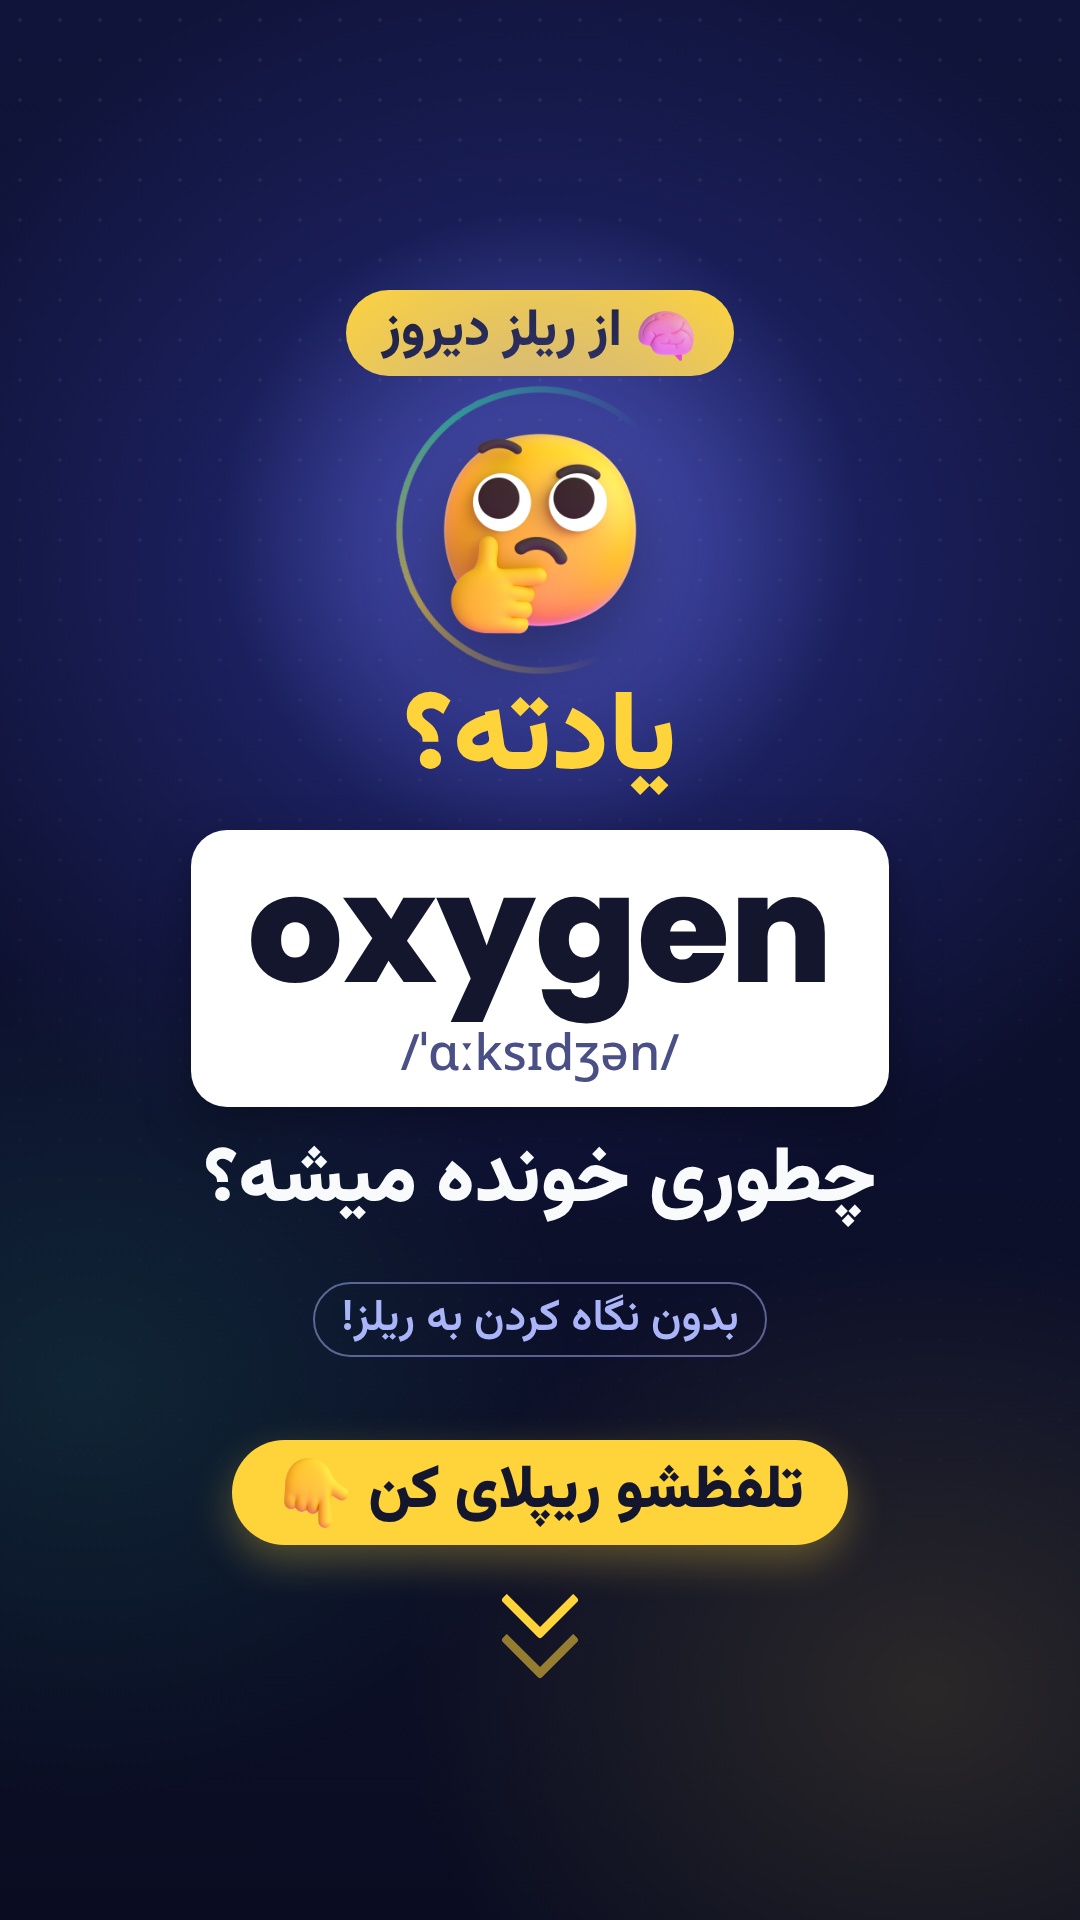 🧠 از ریلز دیروز
یادته؟
oxygen
/ˈɑːksɪdʒən/
چطوری خونده میشه؟
بدون نگاه کردن به ریلز!
تلفظشو ریپلای کن 👇